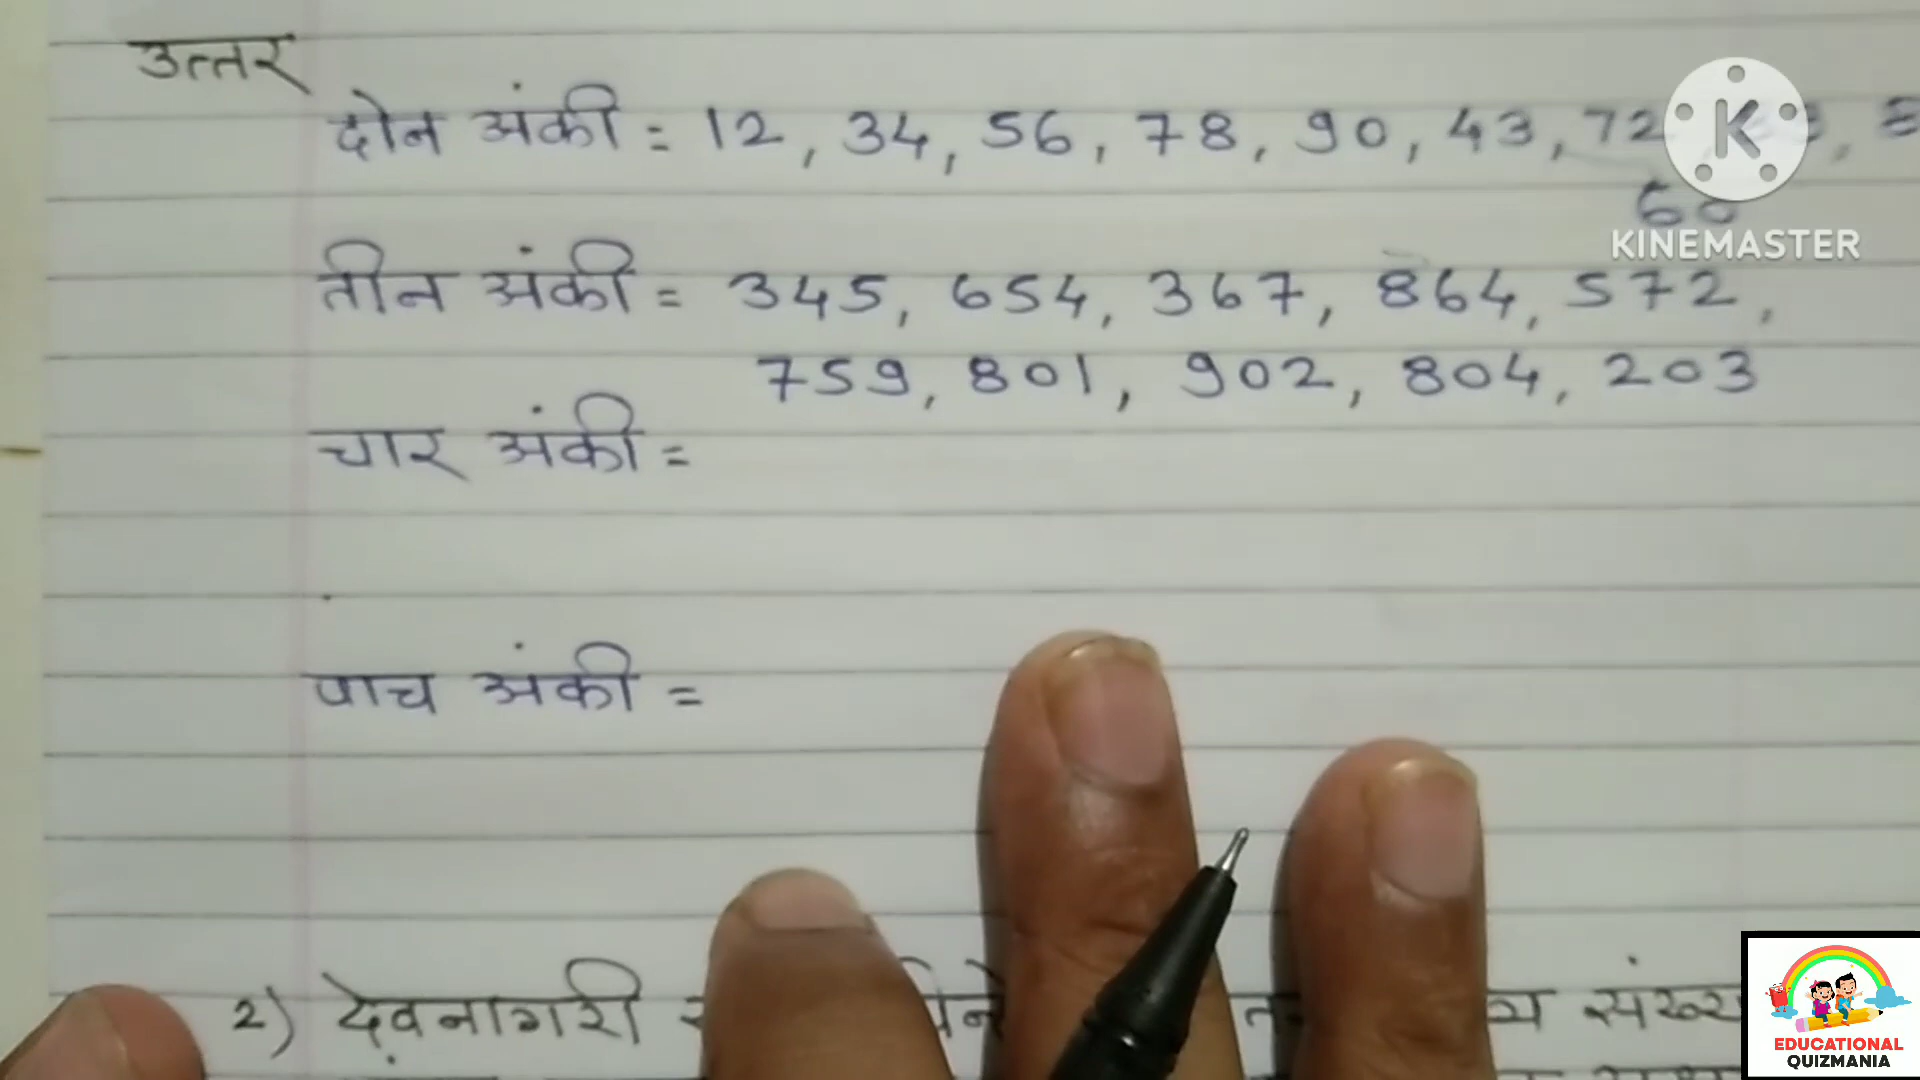 उत्तर
दोन अंकी = 12, 34, 56, 78, 90, 43, 72
60
KINEMASTER
तीन अंकी = 345, 654, 367, 864, 572,
759, 801, 902, 804, 203
चार अंकी =
पाच अंकी =
2) देवनागरी
EDUCATIONAL
QUIZMANIA